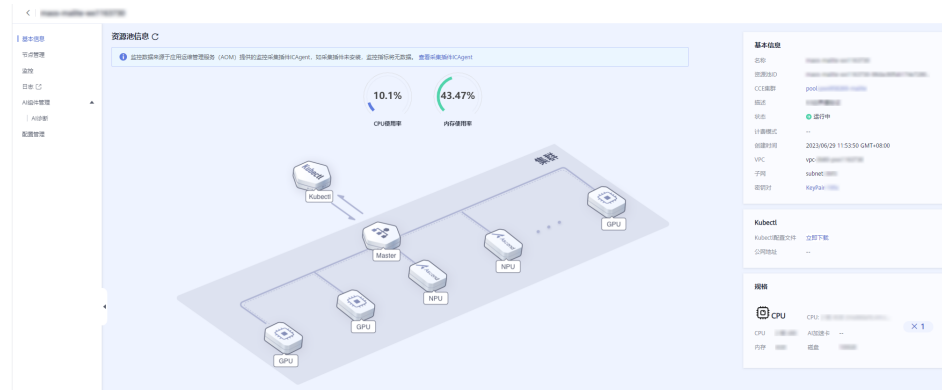 资源池信息
监控数据来源于应用运维管理服务（AOM）提供的监控采集插件ICAgent，如采集插件未安装，监控指标将无数据。 查看采集插件ICAgent
基本信息
节点管理
监控
日志
AI组件管理
AI诊断
配置管理
10.1%
CPU使用率
43.47%
内存使用率
集群
Kubectl
Kubectl
Master
GPU
GPU
NPU
Ascend
NPU
Ascend
GPU
基本信息
名称
资源池ID
CCE集群 pool
描述
状态 运行中
计费模式 --
创建时间 2023/06/29 11:53:50 GMT+08:00
VPC vpc-
子网 subnet
密钥对 KeyPair
Kubectl
Kubectl配置文件 立即下载
公网地址 --
规格
CPU CPU:
CPU AI加速卡 --
内存 磁盘
× 1